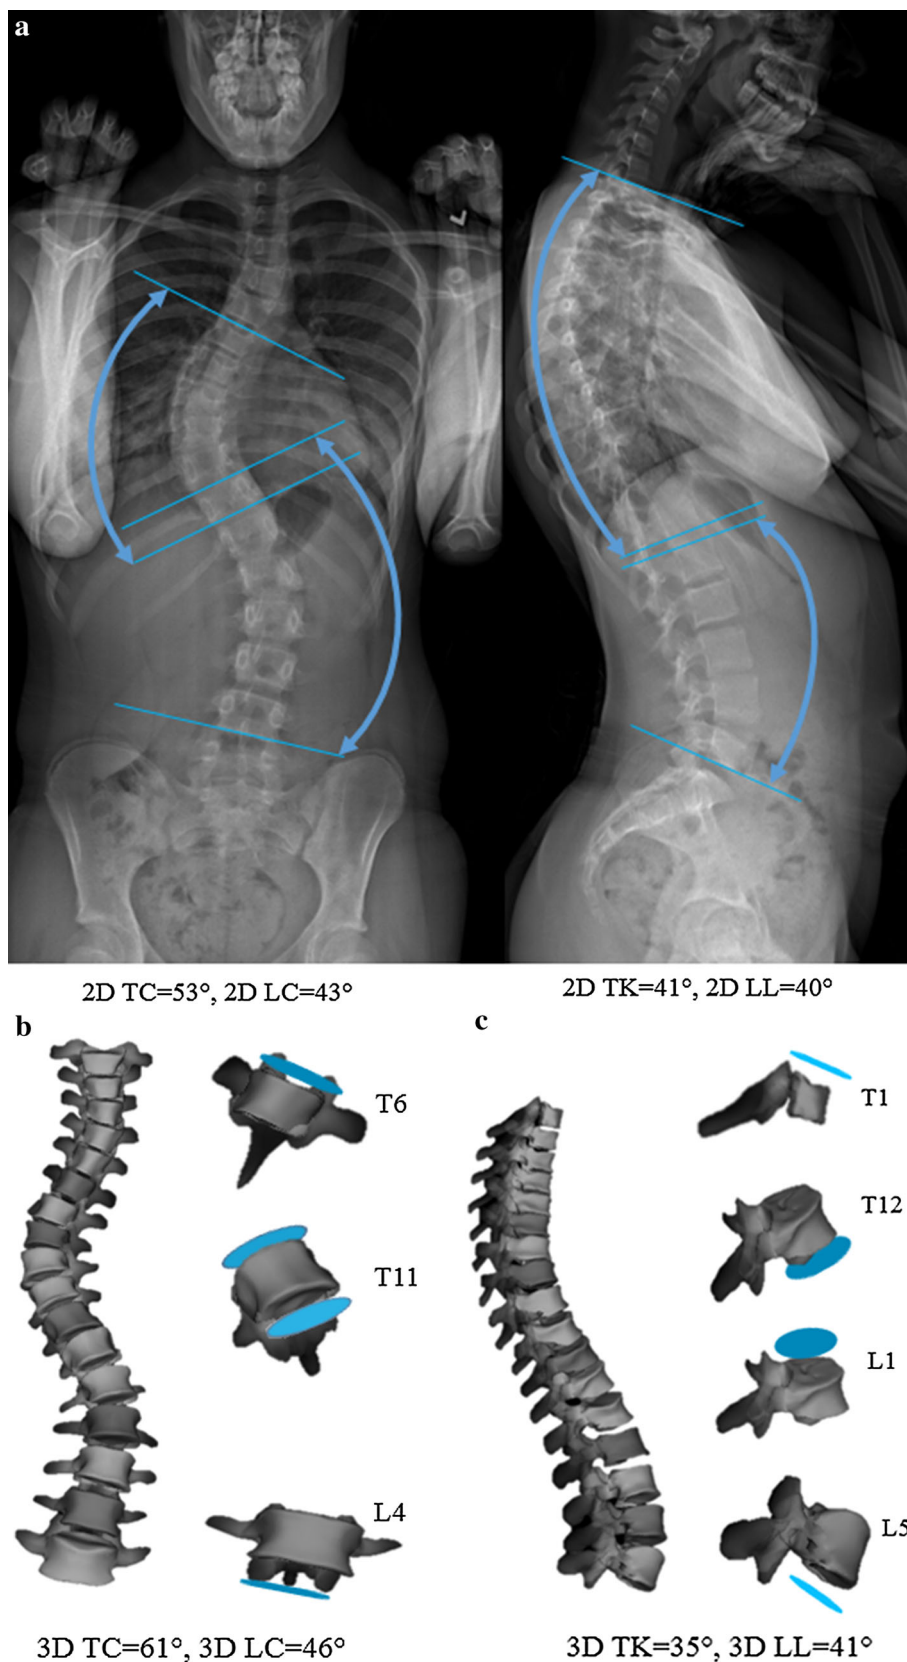 a
L
2D TC=53°, 2D LC=43°
2D TK=41°, 2D LL=40°
b
T6
T11
L4
3D TC=61°, 3D LC=46°
c
T1
T12
L1
L5
3D TK=35°, 3D LL=41°